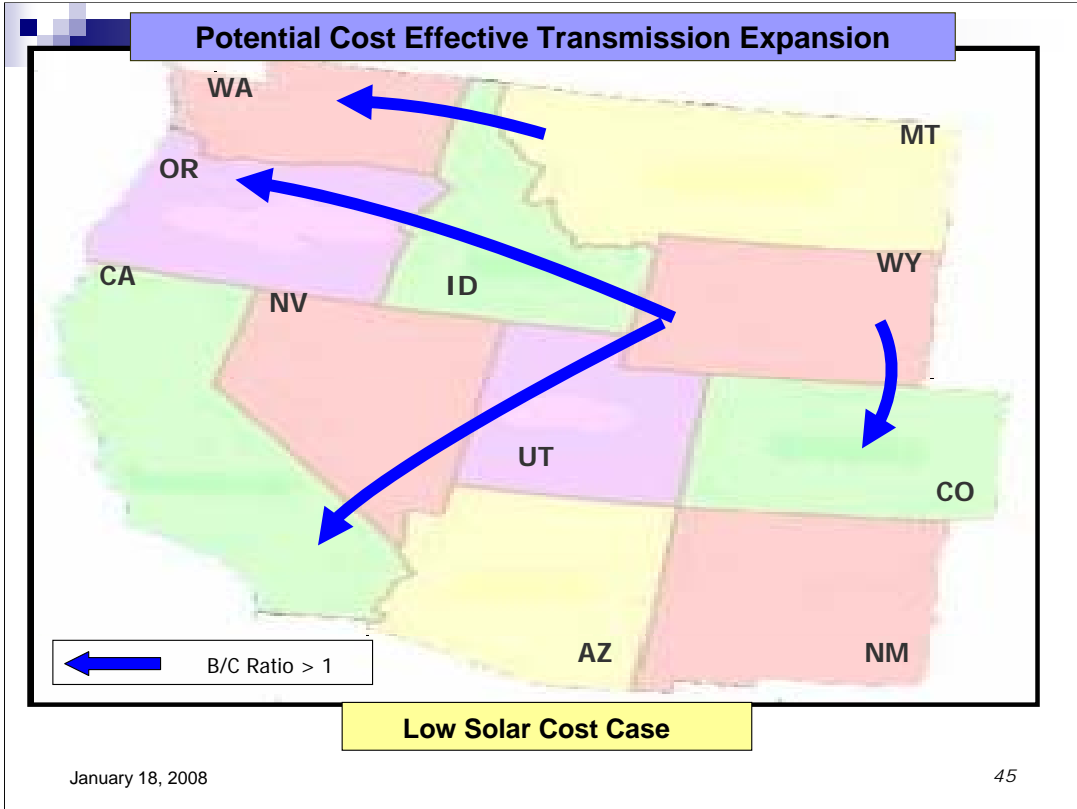 Potential Cost Effective Transmission Expansion
WA
MT
OR
WY
CA
ID
NV
UT
CO
AZ
NM
B/C Ratio > 1
Low Solar Cost Case
January 18, 2008
45